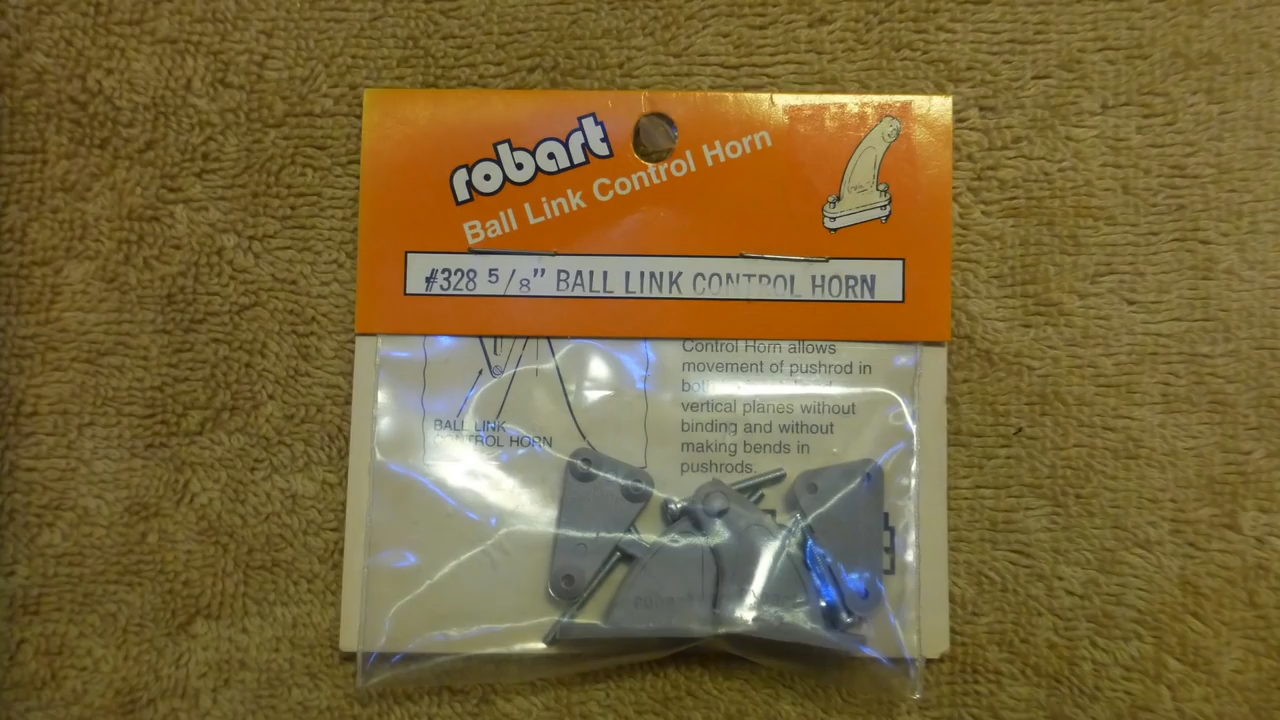 robart
Ball Link Control Horn
#328 5/8" BALL LINK CONTROL HORN
Control Horn allows
movement of pushrod in
both
vertical planes without
binding and without
making bends in
pushrods.
BALL LINK
CONTROL HORN